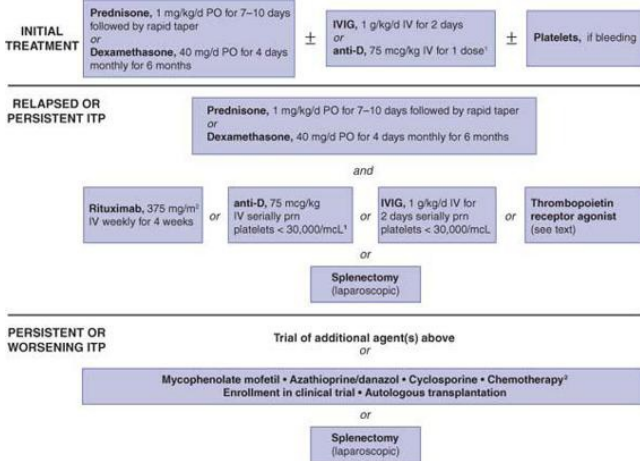 INITIAL
TREATMENT
Prednisone, 1 mg/kg/d PO for 7–10 days
followed by rapid taper
or
Dexamethasone, 40 mg/d PO for 4 days
monthly for 6 months
±
IVIG, 1 g/kg/d IV for 2 days
or
anti-D, 75 mcg/kg IV for 1 dose¹
±
Platelets, if bleeding
RELAPSED OR
PERSISTENT ITP
Prednisone, 1 mg/kg/d PO for 7–10 days followed by rapid taper
or
Dexamethasone, 40 mg/d PO for 4 days monthly for 6 months
and
Rituximab, 375 mg/m²
IV weekly for 4 weeks
or
anti-D, 75 mcg/kg
IV serially prn
platelets < 30,000/mcL¹
or
IVIG, 1 g/kg/d IV for
2 days serially prn
platelets < 30,000/mcL
or
Thrombopoietin
receptor agonist
(see text)
or
Splenectomy
(laparoscopic)
PERSISTENT OR
WORSENING ITP
Trial of additional agent(s) above
or
Mycophenolate mofetil • Azathioprine/danazol • Cyclosporine • Chemotherapy²
Enrollment in clinical trial • Autologous transplantation
or
Splenectomy
(laparoscopic)